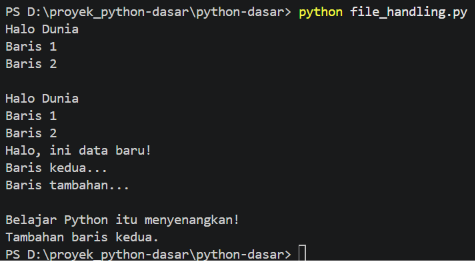 PS D:\proyek_python-dasar\python-dasar> python file_handling.py
Halo Dunia
Baris 1
Baris 2
Halo Dunia
Baris 1
Baris 2
Halo, ini data baru!
Baris kedua...
Baris tambahan...
Belajar Python itu menyenangkan!
Tambahan baris kedua.
PS D:\proyek_python-dasar\python-dasar>